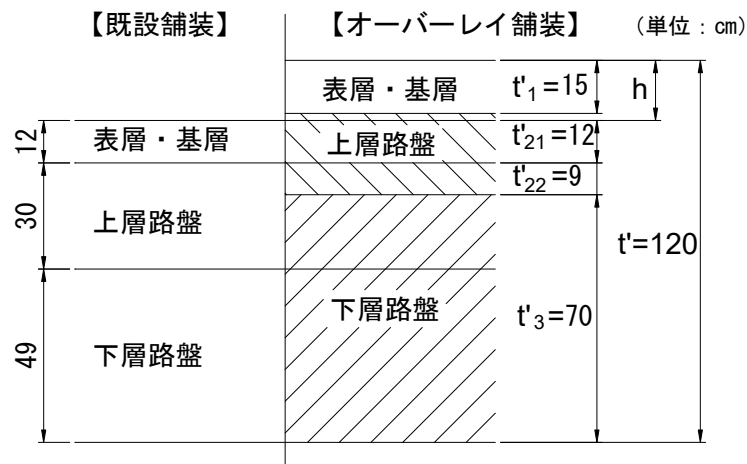 【既設舗装】 【オーバーレイ舗装】 (単位：cm)
表層・基層 t'1=15 h
12 表層・基層 上層路盤 t'21=12
t'22=9
30 上層路盤
t'=120
49 下層路盤 下層路盤 t'3=70